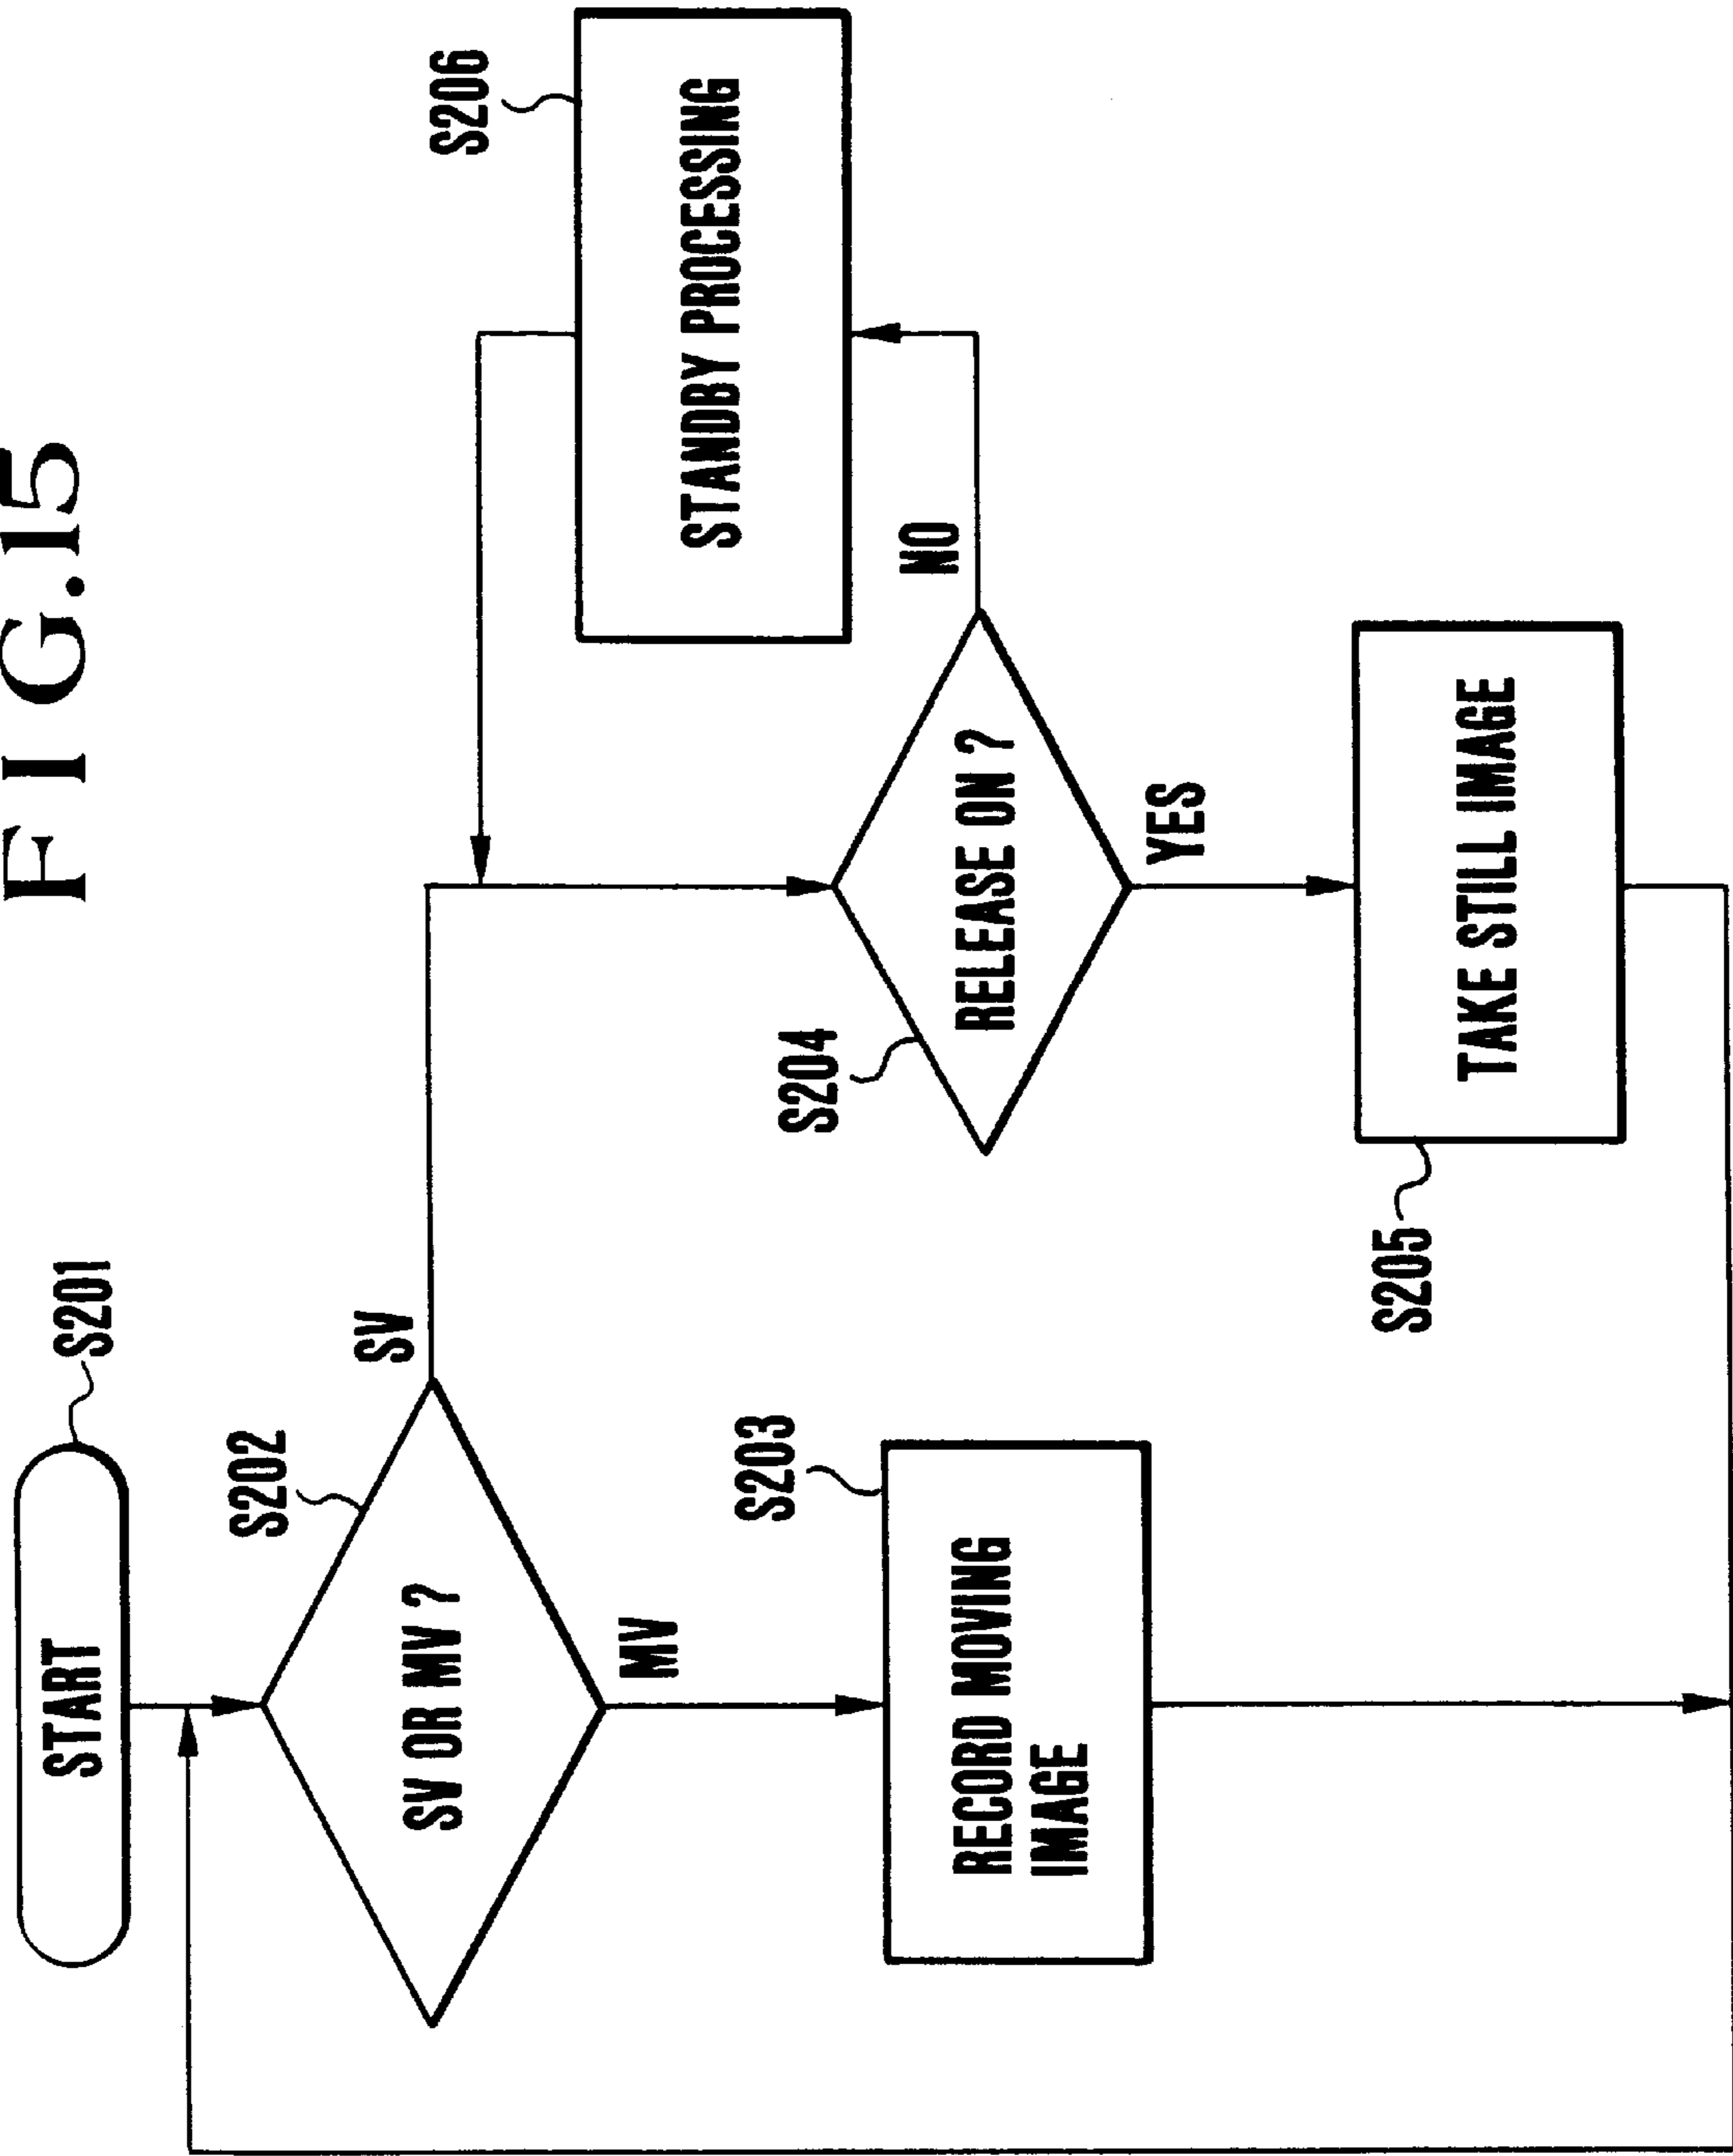 FIG.15
START
S201
S202
SV OR MV ?
SV
MV
S203
RECORD MOVING
IMAGE
S204
RELEASE ON ?
NO
YES
S206
STANDBY PROCESSING
S205
TAKE STILL IMAGE